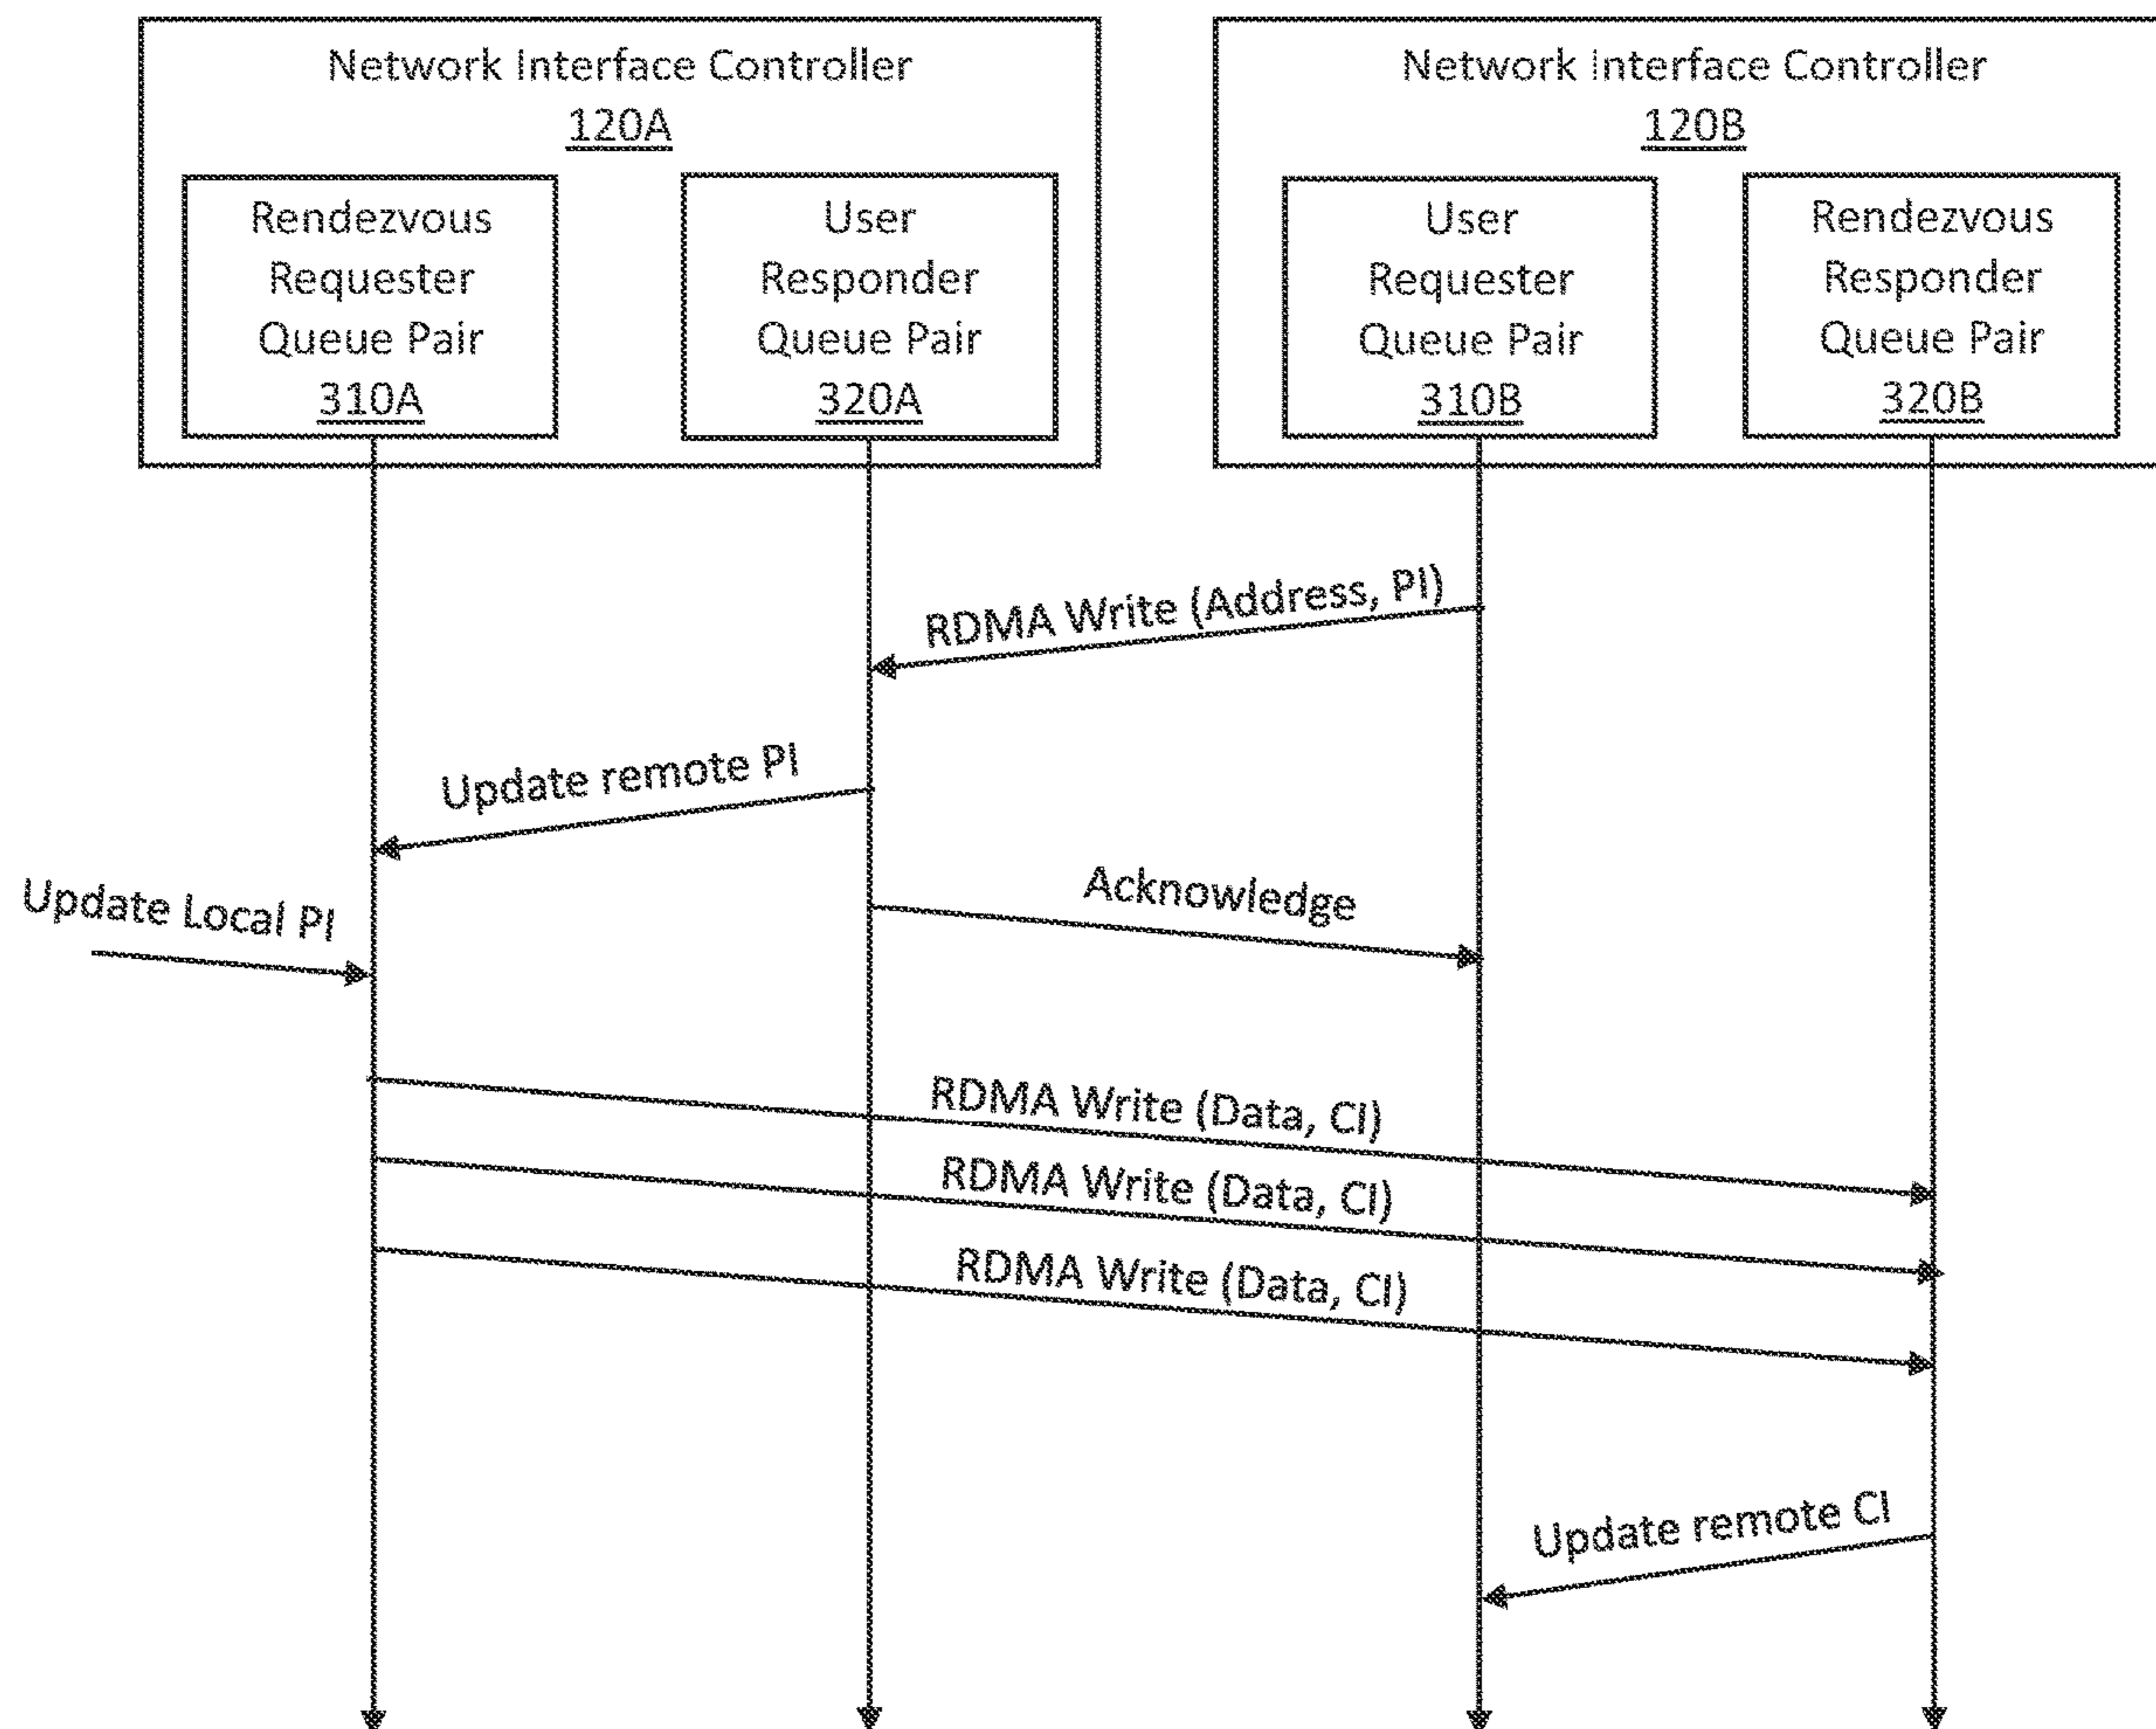 Network Interface Controller
120A
Rendezvous
Requester
Queue Pair
310A
User
Responder
Queue Pair
320A
Network Interface Controller
120B
User
Requester
Queue Pair
310B
Rendezvous
Responder
Queue Pair
320B
RDMA Write (Address, PI)
Update remote PI
Acknowledge
Update Local PI
RDMA Write (Data, CI)
RDMA Write (Data, CI)
RDMA Write (Data, CI)
Update remote CI